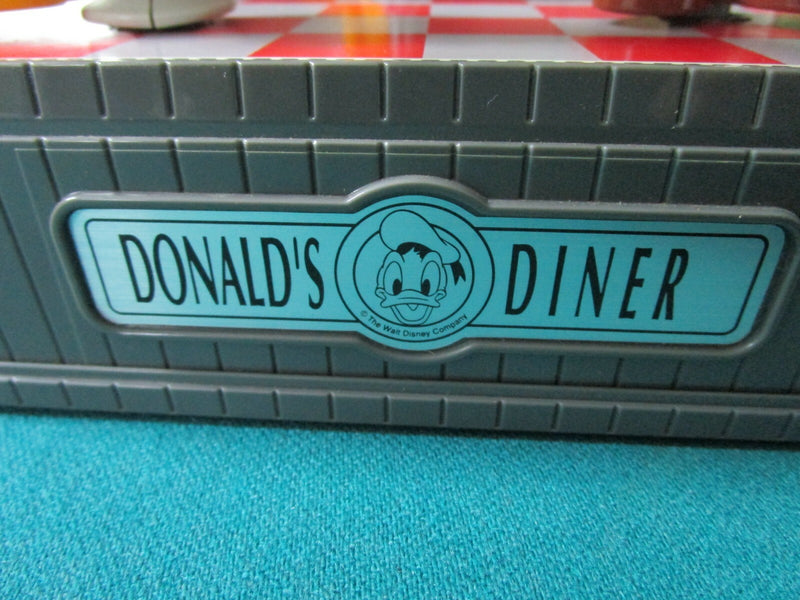 DONALD'S DINER
© The Walt Disney Company